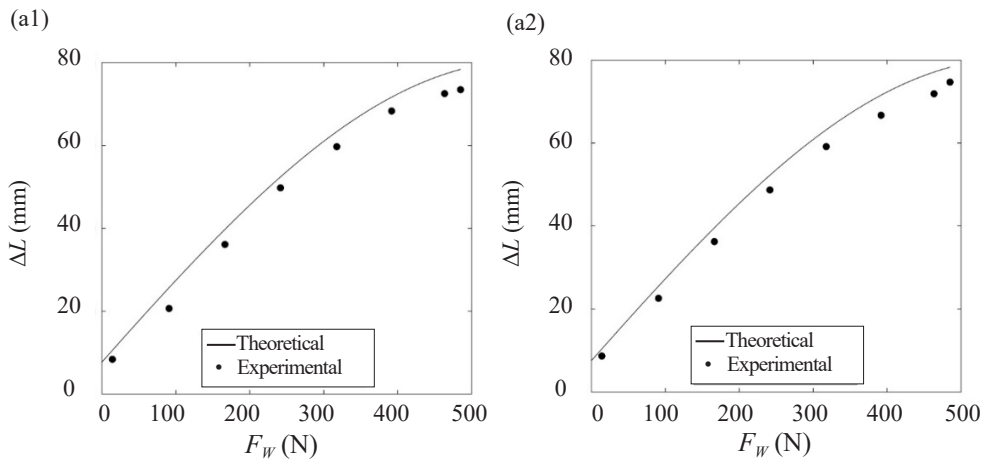 (a1)
80
60
40
20
0
ΔL (mm)
Theoretical
Experimental
0 100 200 300 400 500
F_W (N)
(a2)
80
60
40
20
0
ΔL (mm)
Theoretical
Experimental
0 100 200 300 400 500
F_W (N)